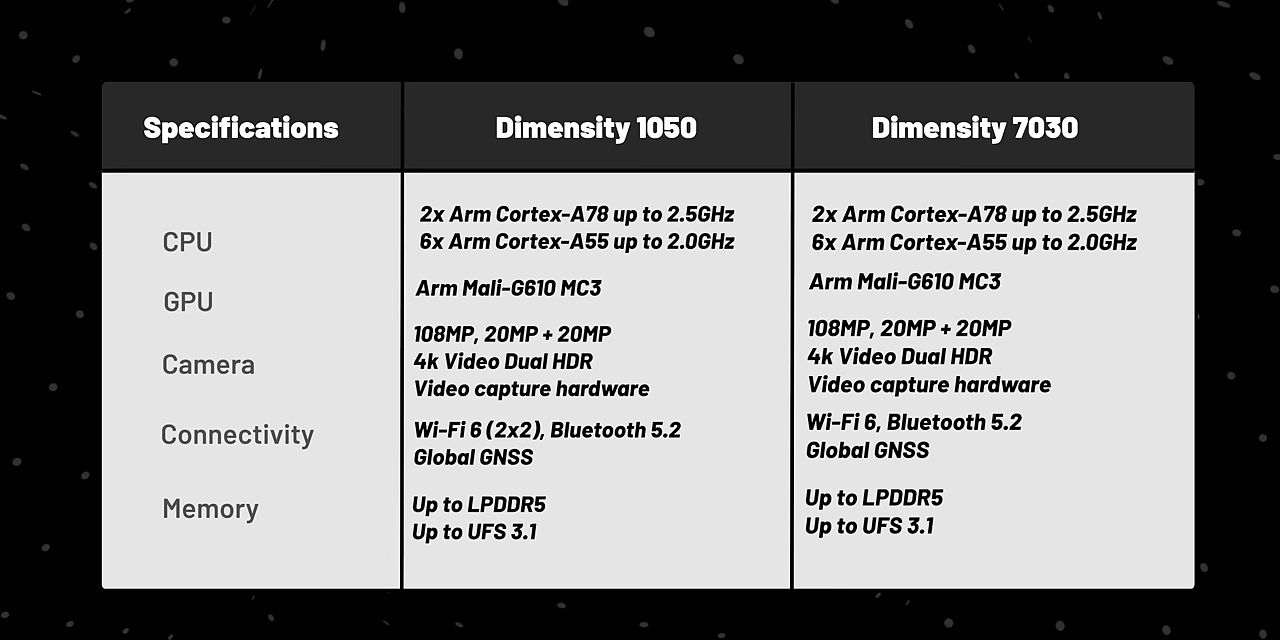 Specifications
Dimensity 1050
Dimensity 7030
CPU
2x Arm Cortex-A78 up to 2.5GHz
6x Arm Cortex-A55 up to 2.0GHz
2x Arm Cortex-A78 up to 2.5GHz
6x Arm Cortex-A55 up to 2.0GHz
GPU
Arm Mali-G610 MC3
Arm Mali-G610 MC3
Camera
108MP, 20MP + 20MP
4k Video Dual HDR
Video capture hardware
108MP, 20MP + 20MP
4k Video Dual HDR
Video capture hardware
Connectivity
Wi-Fi 6 (2x2), Bluetooth 5.2
Global GNSS
Wi-Fi 6, Bluetooth 5.2
Global GNSS
Memory
Up to LPDDR5
Up to UFS 3.1
Up to LPDDR5
Up to UFS 3.1